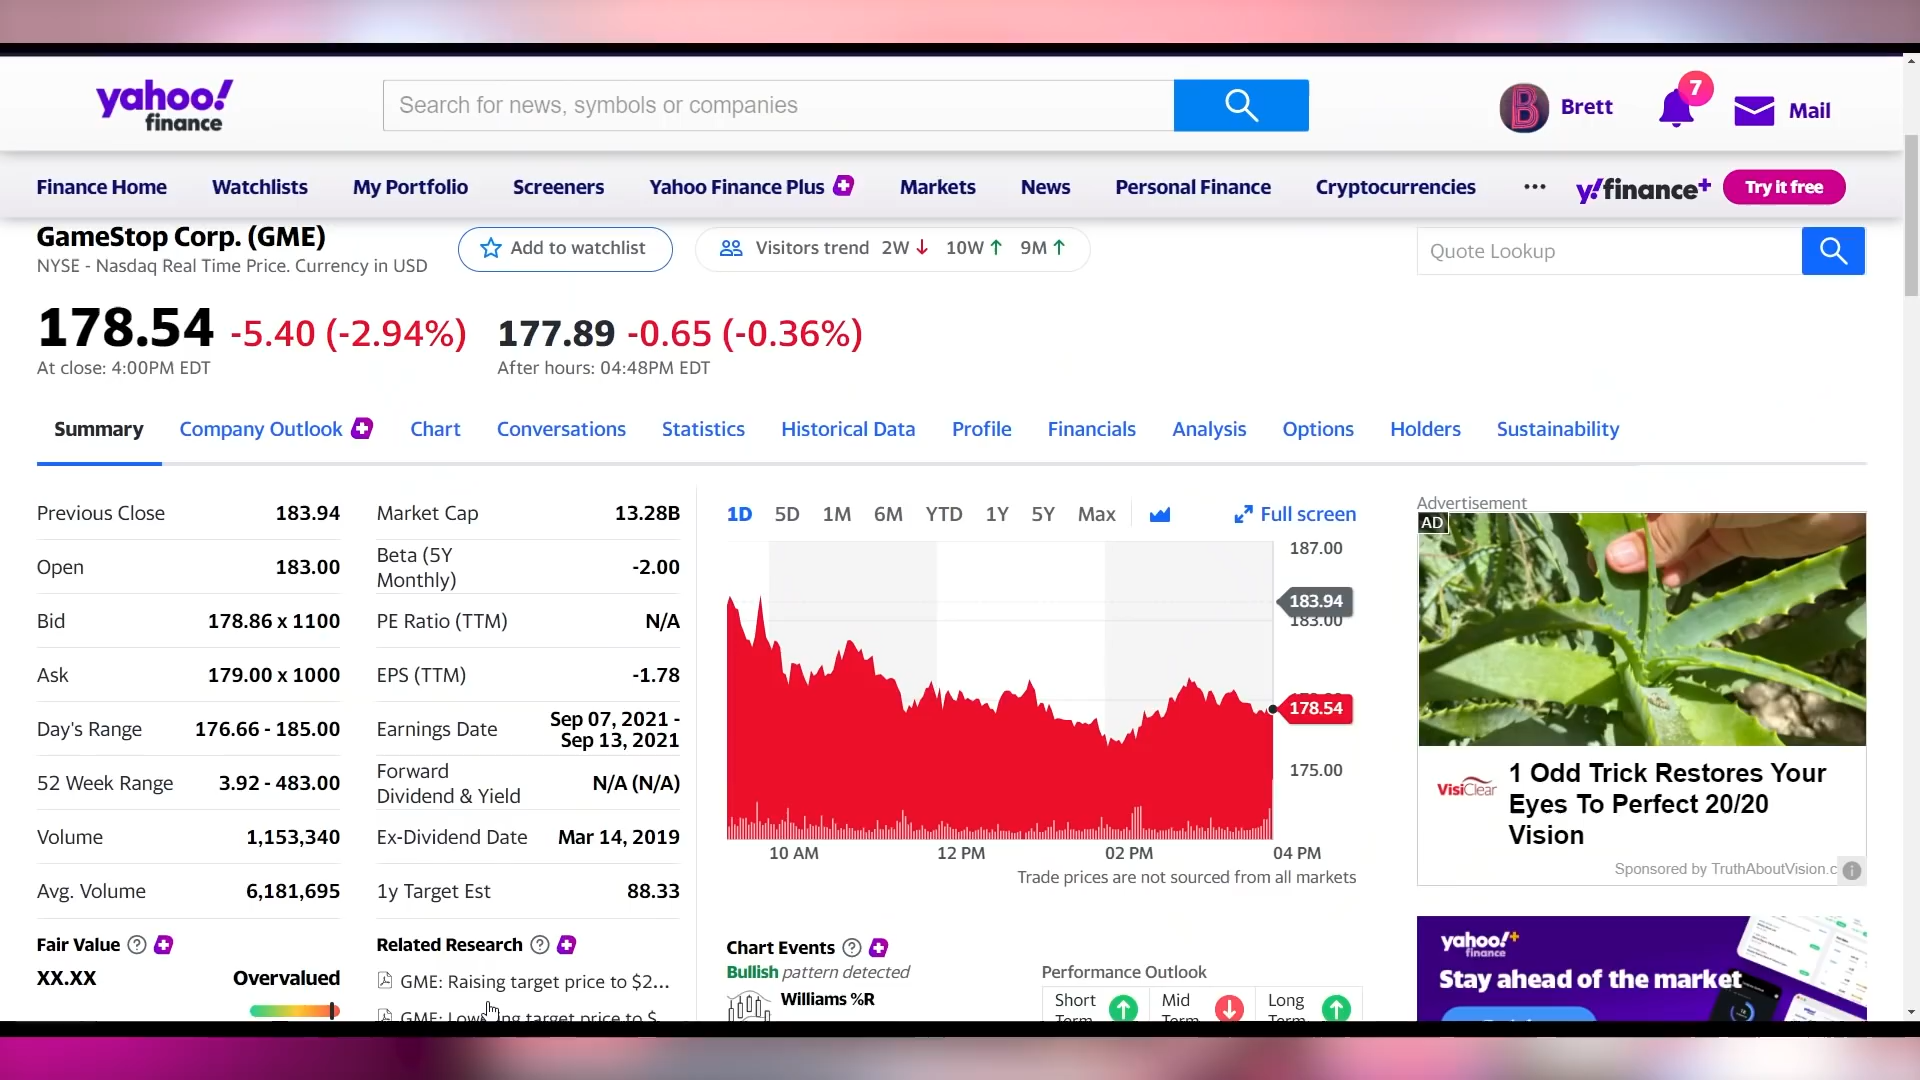 yahoo!
finance
Search for news, symbols or companies
B
Brett
7
Mail
Finance Home
Watchlists
My Portfolio
Screeners
Yahoo Finance Plus
Markets
News
Personal Finance
Cryptocurrencies
...
y!finance+
Try it free
GameStop Corp. (GME)
NYSE - Nasdaq Real Time Price. Currency in USD
Add to watchlist
Visitors trend 2W ↓ 10W ↑ 9M ↑
Quote Lookup
178.54 -5.40 (-2.94%)
At close: 4:00PM EDT
177.89 -0.65 (-0.36%)
After hours: 04:48PM EDT
Summary
Company Outlook
Chart
Conversations
Statistics
Historical Data
Profile
Financials
Analysis
Options
Holders
Sustainability
Previous Close 183.94
Open 183.00
Bid 178.86 x 1100
Ask 179.00 x 1000
Day's Range 176.66 - 185.00
52 Week Range 3.92 - 483.00
Volume 1,153,340
Avg. Volume 6,181,695
Market Cap 13.28B
Beta (5Y
Monthly) -2.00
PE Ratio (TTM) N/A
EPS (TTM) -1.78
Earnings Date Sep 07, 2021 -
Sep 13, 2021
Forward
Dividend & Yield N/A (N/A)
Ex-Dividend Date Mar 14, 2019
1y Target Est 88.33
Fair Value
XX.XX Overvalued
Related Research
GME: Raising target price to $2...
target price to $
1D 5D 1M 6M YTD 1Y 5Y Max
Full screen
187.00
183.94
183.00
178.54
175.00
10 AM 12 PM 02 PM 04 PM
Trade prices are not sourced from all markets
Chart Events
Bullish pattern detected
Williams %R
Performance Outlook
Short
Term
Mid
Term
Long
Term
Advertisement
AD
VisiClear
1 Odd Trick Restores Your
Eyes To Perfect 20/20
Vision
Sponsored by TruthAboutVision.c
yahoo!+
finance
Stay ahead of the market